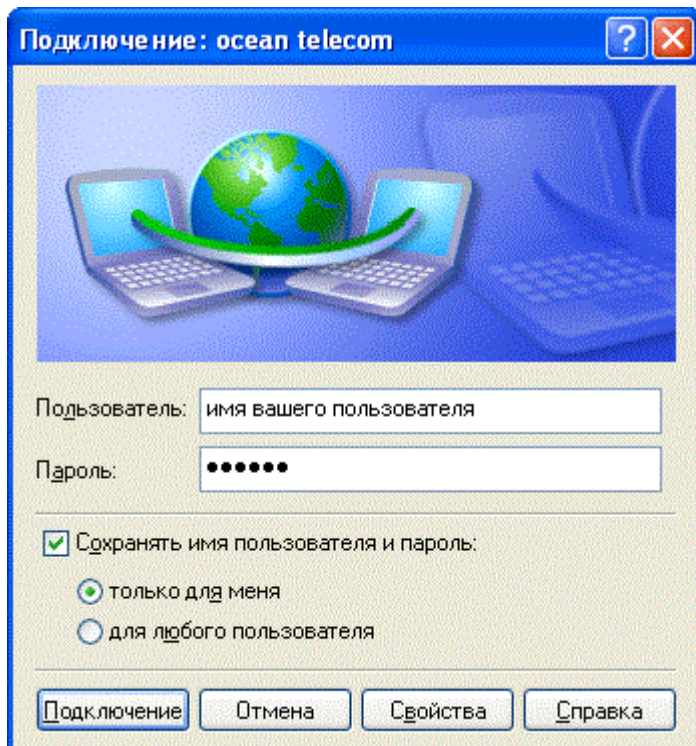 Подключение: ocean telecom
Пользователь: имя вашего пользователя
Пароль: ••••••
Сохранять имя пользователя и пароль:
только для меня
для любого пользователя
Подключение Отмена Свойства Справка